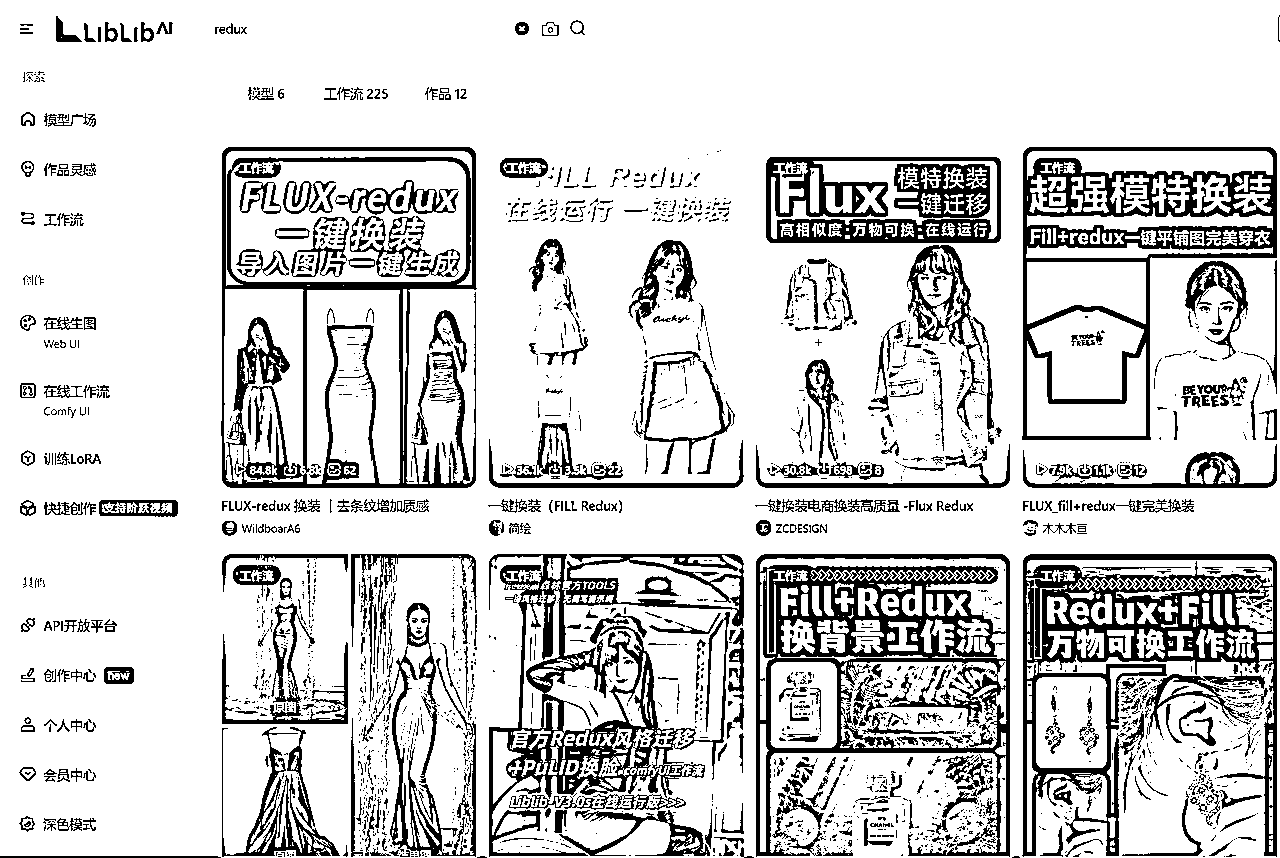 LibLib AI
redux
模型 6
工作流 225
作品 12
探索
模型广场
作品灵感
工作流
创作
在线生图
Web UI
在线工作流
Comfy UI
训练LoRA
快捷创作 支持阶跃视频
其他
API开放平台
创作中心 new
个人中心
会员中心
深色模式
工作流
FLUX-redux
一键换装
导入图片一键生成
84.8k
62
FLUX-redux 换装 ｜去条纹增加质感
WildboarA6
工作流
FILL Redux
在线运行 一键换装
Archyi.
22
一键换装（FILL Redux）
简绘
工作流
Flux
模特换装
一键迁移
高相似度·万物可换·在线运行
+
30.8k 698 8
一键换装电商换装高质量 -Flux Redux
ZCDESIGN
工作流
超强模特换装
Fill+redux一键平铺图完美穿衣
BE YOUR
TREES
BE YOUR
TREES
7.9k 1.1k 12
FLUX_fill+redux一键完美换装
木木木亘
工作流
原图
工作流
官方Redux风格迁移
+PuLID换脸 comfyUI工作流
Liblib-V3.0s在线运行版>>>
工作流
Fill+Redux
换背景工作流
CHANEL
工作流
Redux+Fill
万物可换工作流